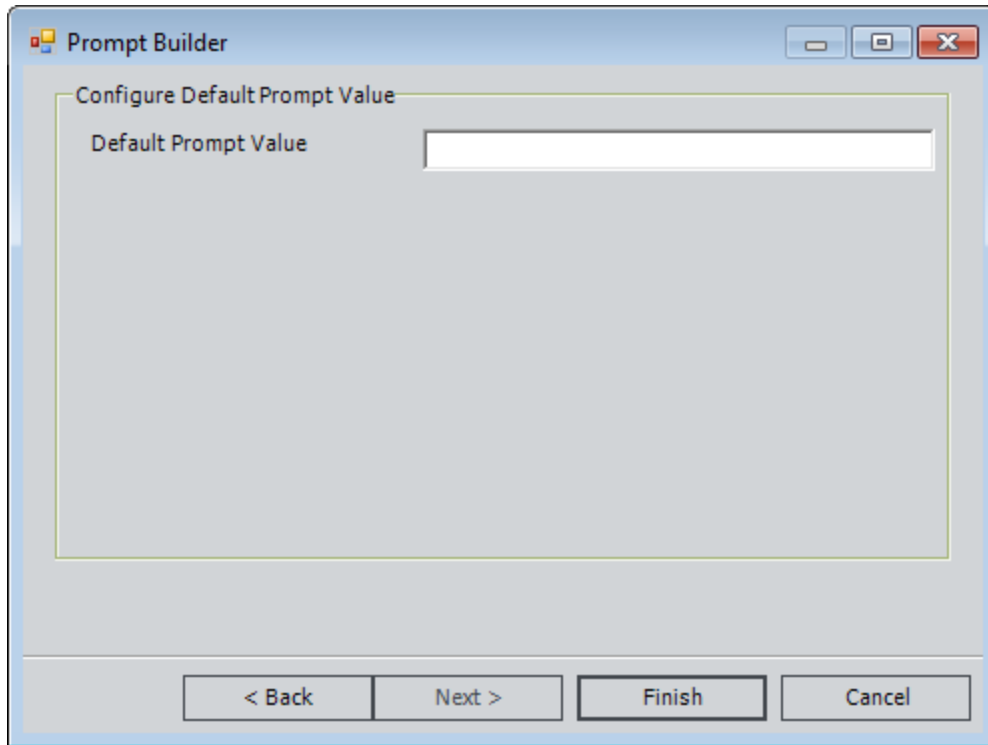 Prompt Builder
Configure Default Prompt Value
Default Prompt Value
< Back Next > Finish Cancel